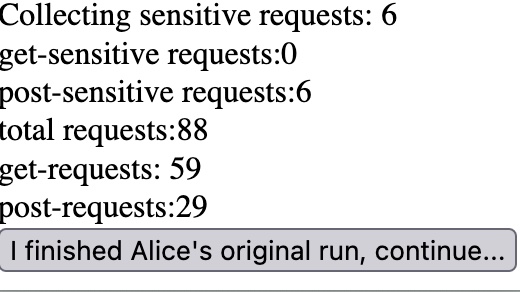 Collecting sensitive requests: 6
get-sensitive requests:0
post-sensitive requests:6
total requests:88
get-requests: 59
post-requests:29
I finished Alice's original run, continue...